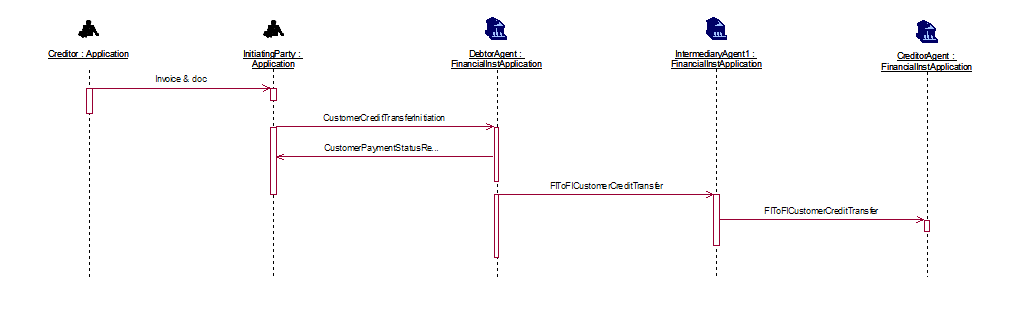 Creditor : Application
InitiatingParty :
Application
DebtorAgent :
FinancialInstApplication
IntermediaryAgent1 :
FinancialInstApplication
CreditorAgent :
FinancialInstApplication
Invoice & doc
CustomerCreditTransferInitiation
CustomerPaymentStatusRe...
FIToFICustomerCreditTransfer
FIToFICustomerCreditTransfer